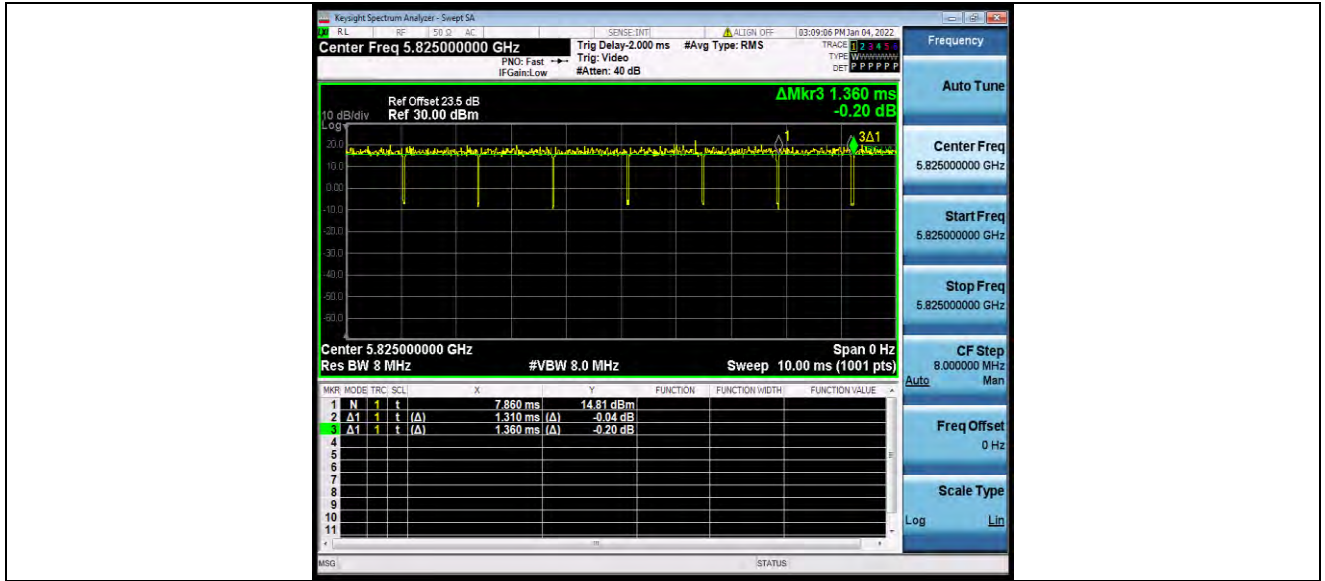 Keysight Spectrum Analyzer - Swept SA
RL RF 50 Ω AC SENSE:INT ALIGN OFF 03:09:06 PM Jan 04, 2022
Center Freq 5.825000000 GHz Trig Delay-2.000 ms #Avg Type: RMS TRACE 1 2 3 4 5 6
PNO: Fast Trig: Video TYPE WWWWWW
IFGain:Low #Atten: 40 dB DET P P P P P P
Frequency
ΔMkr3 1.360 ms
-0.20 dB
Ref Offset 23.5 dB
10 dB/div Ref 30.00 dBm
Log
20.0
10.0
0.00
-10.0
-20.0
-30.0
-40.0
-50.0
-60.0
1
3Δ1
Center 5.825000000 GHz Span 0 Hz
Res BW 8 MHz #VBW 8.0 MHz Sweep 10.00 ms (1001 pts)
MKR MODE TRC SCL X Y FUNCTION FUNCTION WIDTH FUNCTION VALUE
1 N 1 t 7.860 ms 14.81 dBm
2 Δ1 1 t (Δ) 1.310 ms (Δ) -0.04 dB
3 Δ1 1 t (Δ) 1.360 ms (Δ) -0.20 dB
4
5
6
7
8
9
10
11
MSG STATUS
Auto Tune
Center Freq
5.825000000 GHz
Start Freq
5.825000000 GHz
Stop Freq
5.825000000 GHz
CF Step
8.000000 MHz
Auto Man
Freq Offset
0 Hz
Scale Type
Log Lin